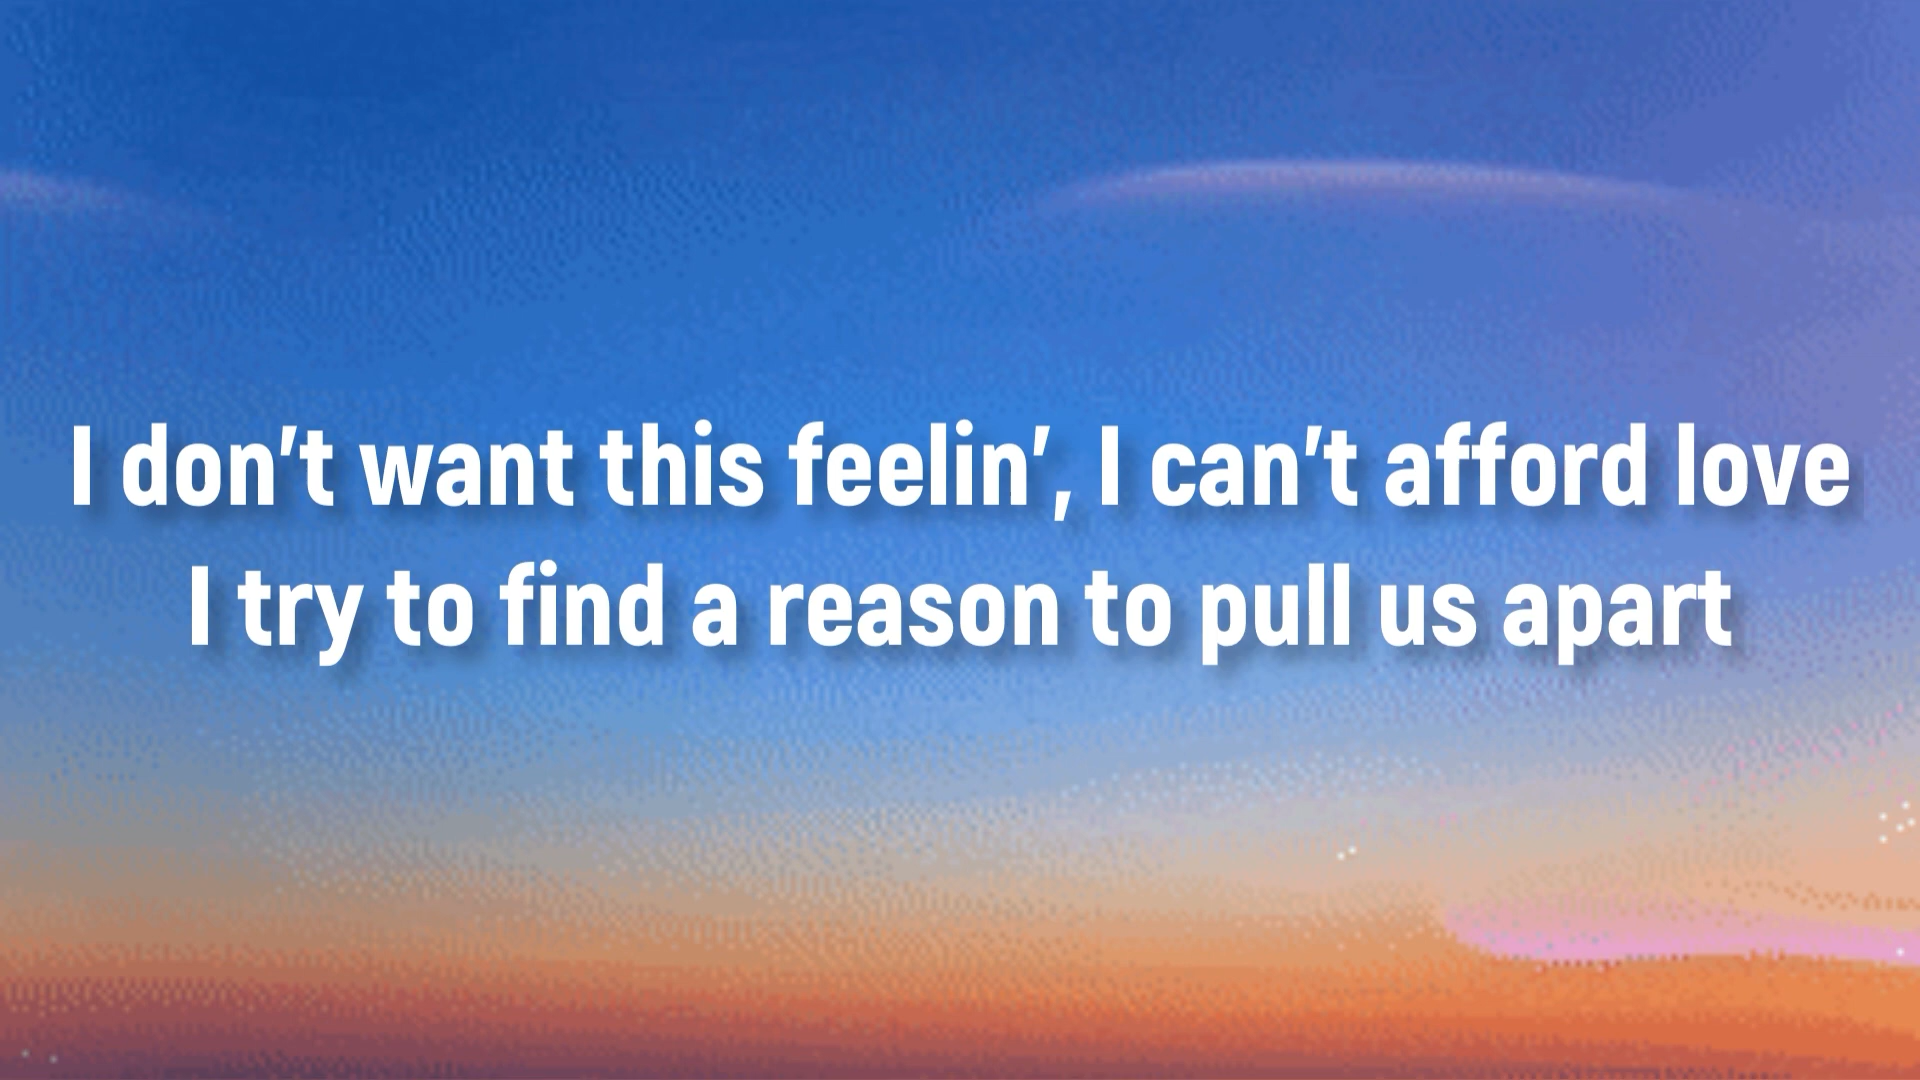 I don't want this feelin', I can't afford love
I try to find a reason to pull us apart